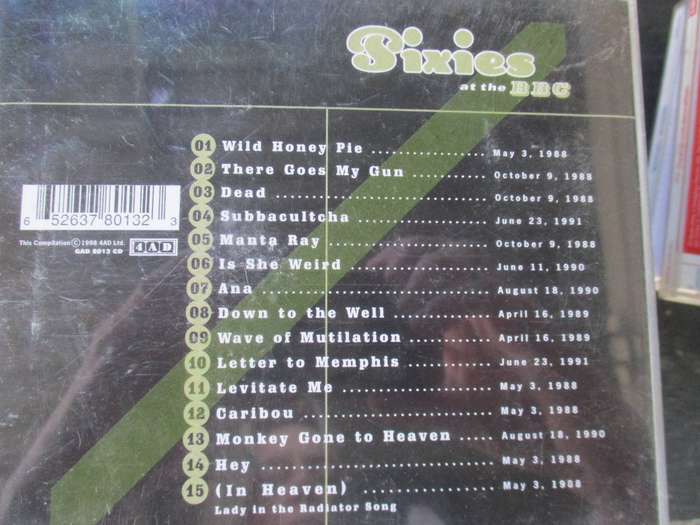 Pixies
at the BBC
01 Wild Honey Pie .................. May 3, 1988
02 There Goes My Gun ............ October 9, 1988
03 Dead ................................ October 9, 1988
04 Subbacultcha .................... June 23, 1991
05 Manta Ray ........................ October 9, 1988
06 Is She Weird ..................... June 11, 1990
07 Ana .................................. August 18, 1990
08 Down to the Well ............. April 16, 1989
09 Wave of Mutilation ........... April 16, 1989
10 Letter to Memphis ............ June 23, 1991
11 Levitate Me ...................... May 3, 1988
12 Caribou ........................... May 3, 1988
13 Monkey Gone to Heaven ..... August 18, 1990
14 Hey ................................. May 3, 1988
15 (In Heaven) .................. May 3, 1988
Lady in the Radiator Song
6 52637 80132 3
This Compilation Ⓒ 1998 4AD Ltd.
GAD 8013 CD
4AD